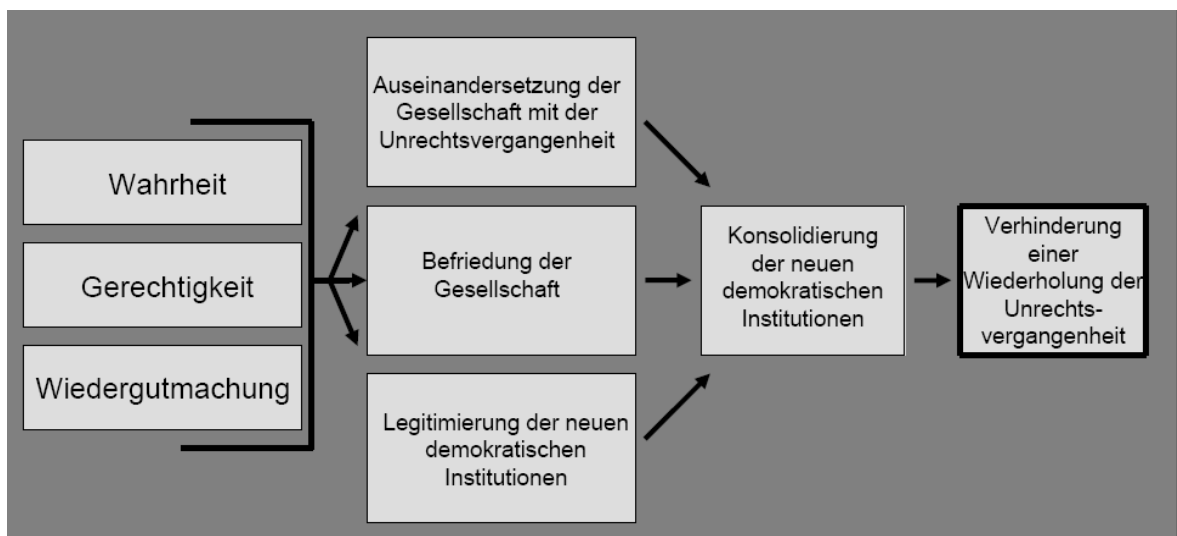 Wahrheit
Gerechtigkeit
Wiedergutmachung
Auseinandersetzung der
Gesellschaft mit der
Unrechtsvergangenheit
Befriedung der
Gesellschaft
Legitimierung der neuen
demokratischen
Institutionen
Konsolidierung
der neuen
demokratischen
Institutionen
Verhinderung
einer
Wiederholung der
Unrechts-
vergangenheit